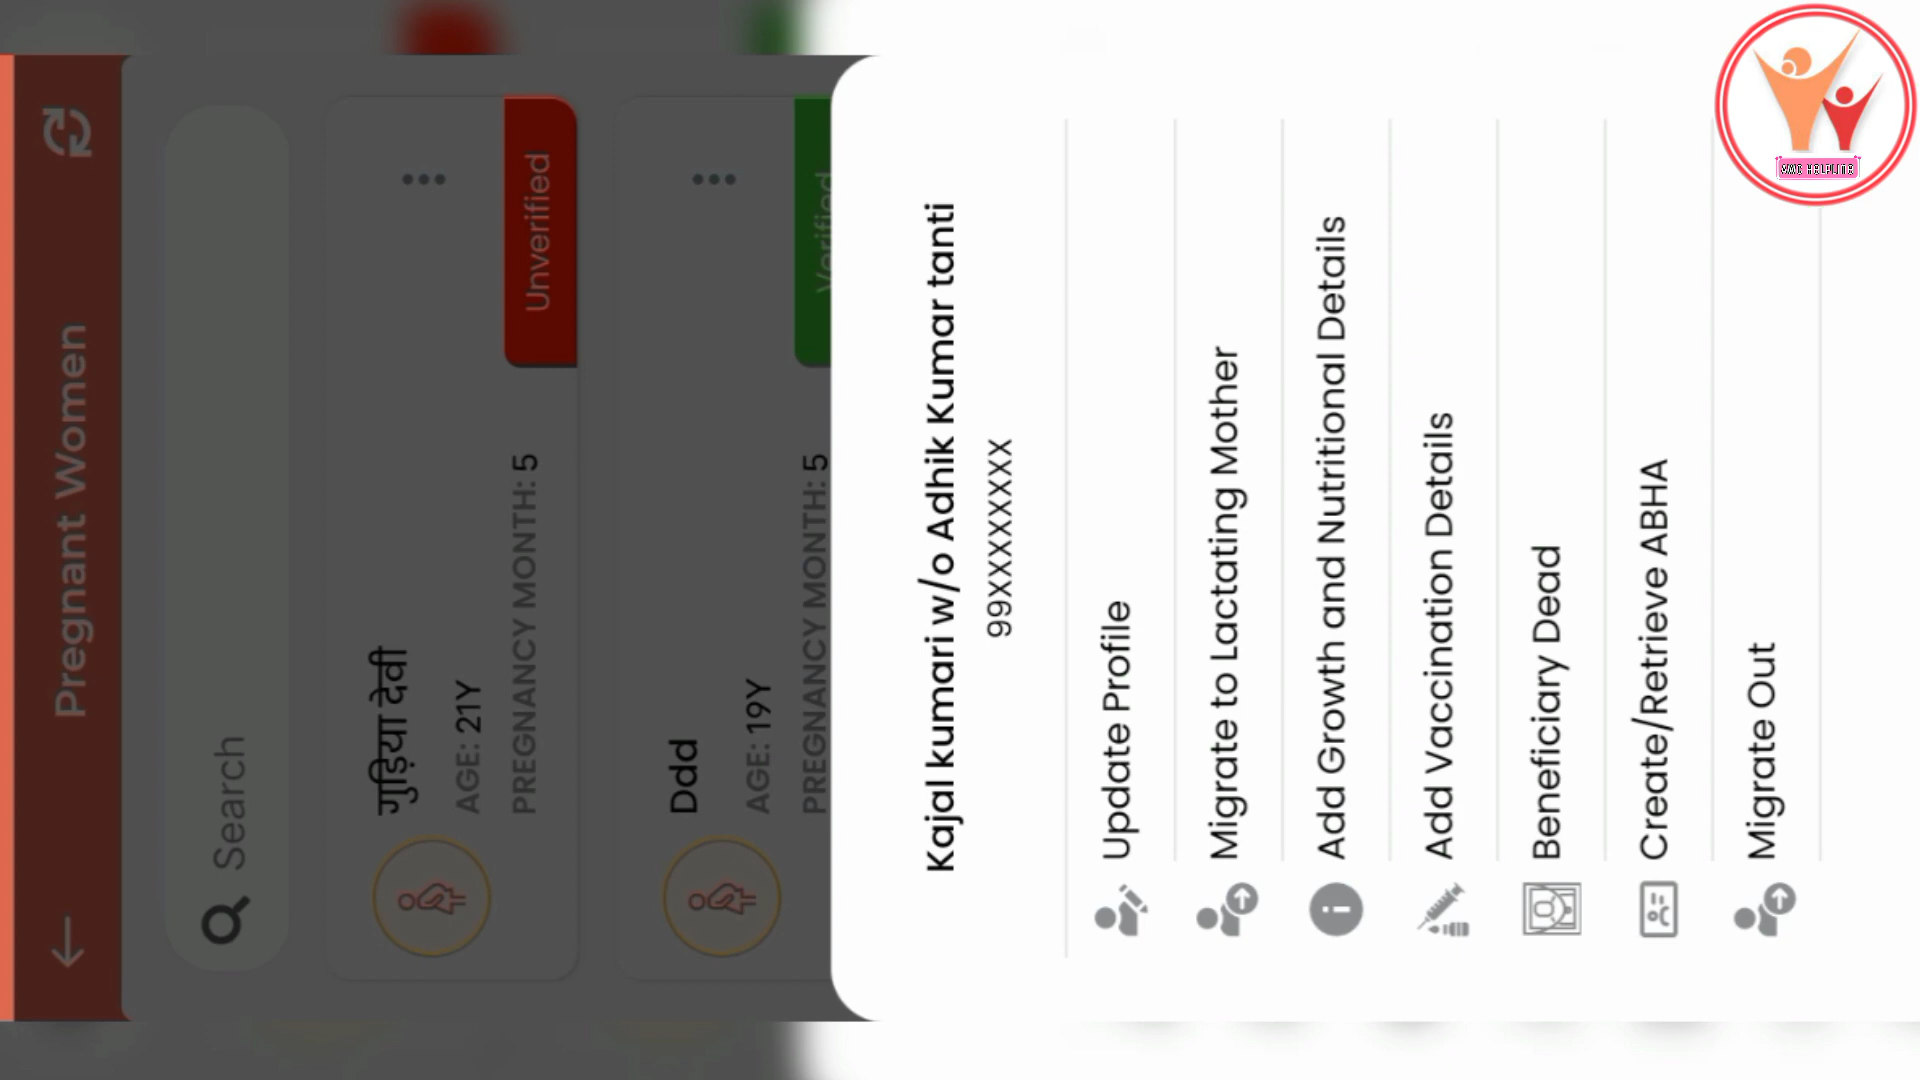 Pregnant Women
Search
गुड़िया देवी
AGE: 21Y
PREGNANCY MONTH: 5
Unverified
Ddd
AGE: 19Y
PREGNANCY MONTH: 5
Verified
Kajal kumari w/o Adhik Kumar tanti
99XXXXXXXX
Update Profile
Migrate to Lactating Mother
Add Growth and Nutritional Details
Add Vaccination Details
Beneficiary Dead
Create/Retrieve ABHA
Migrate Out